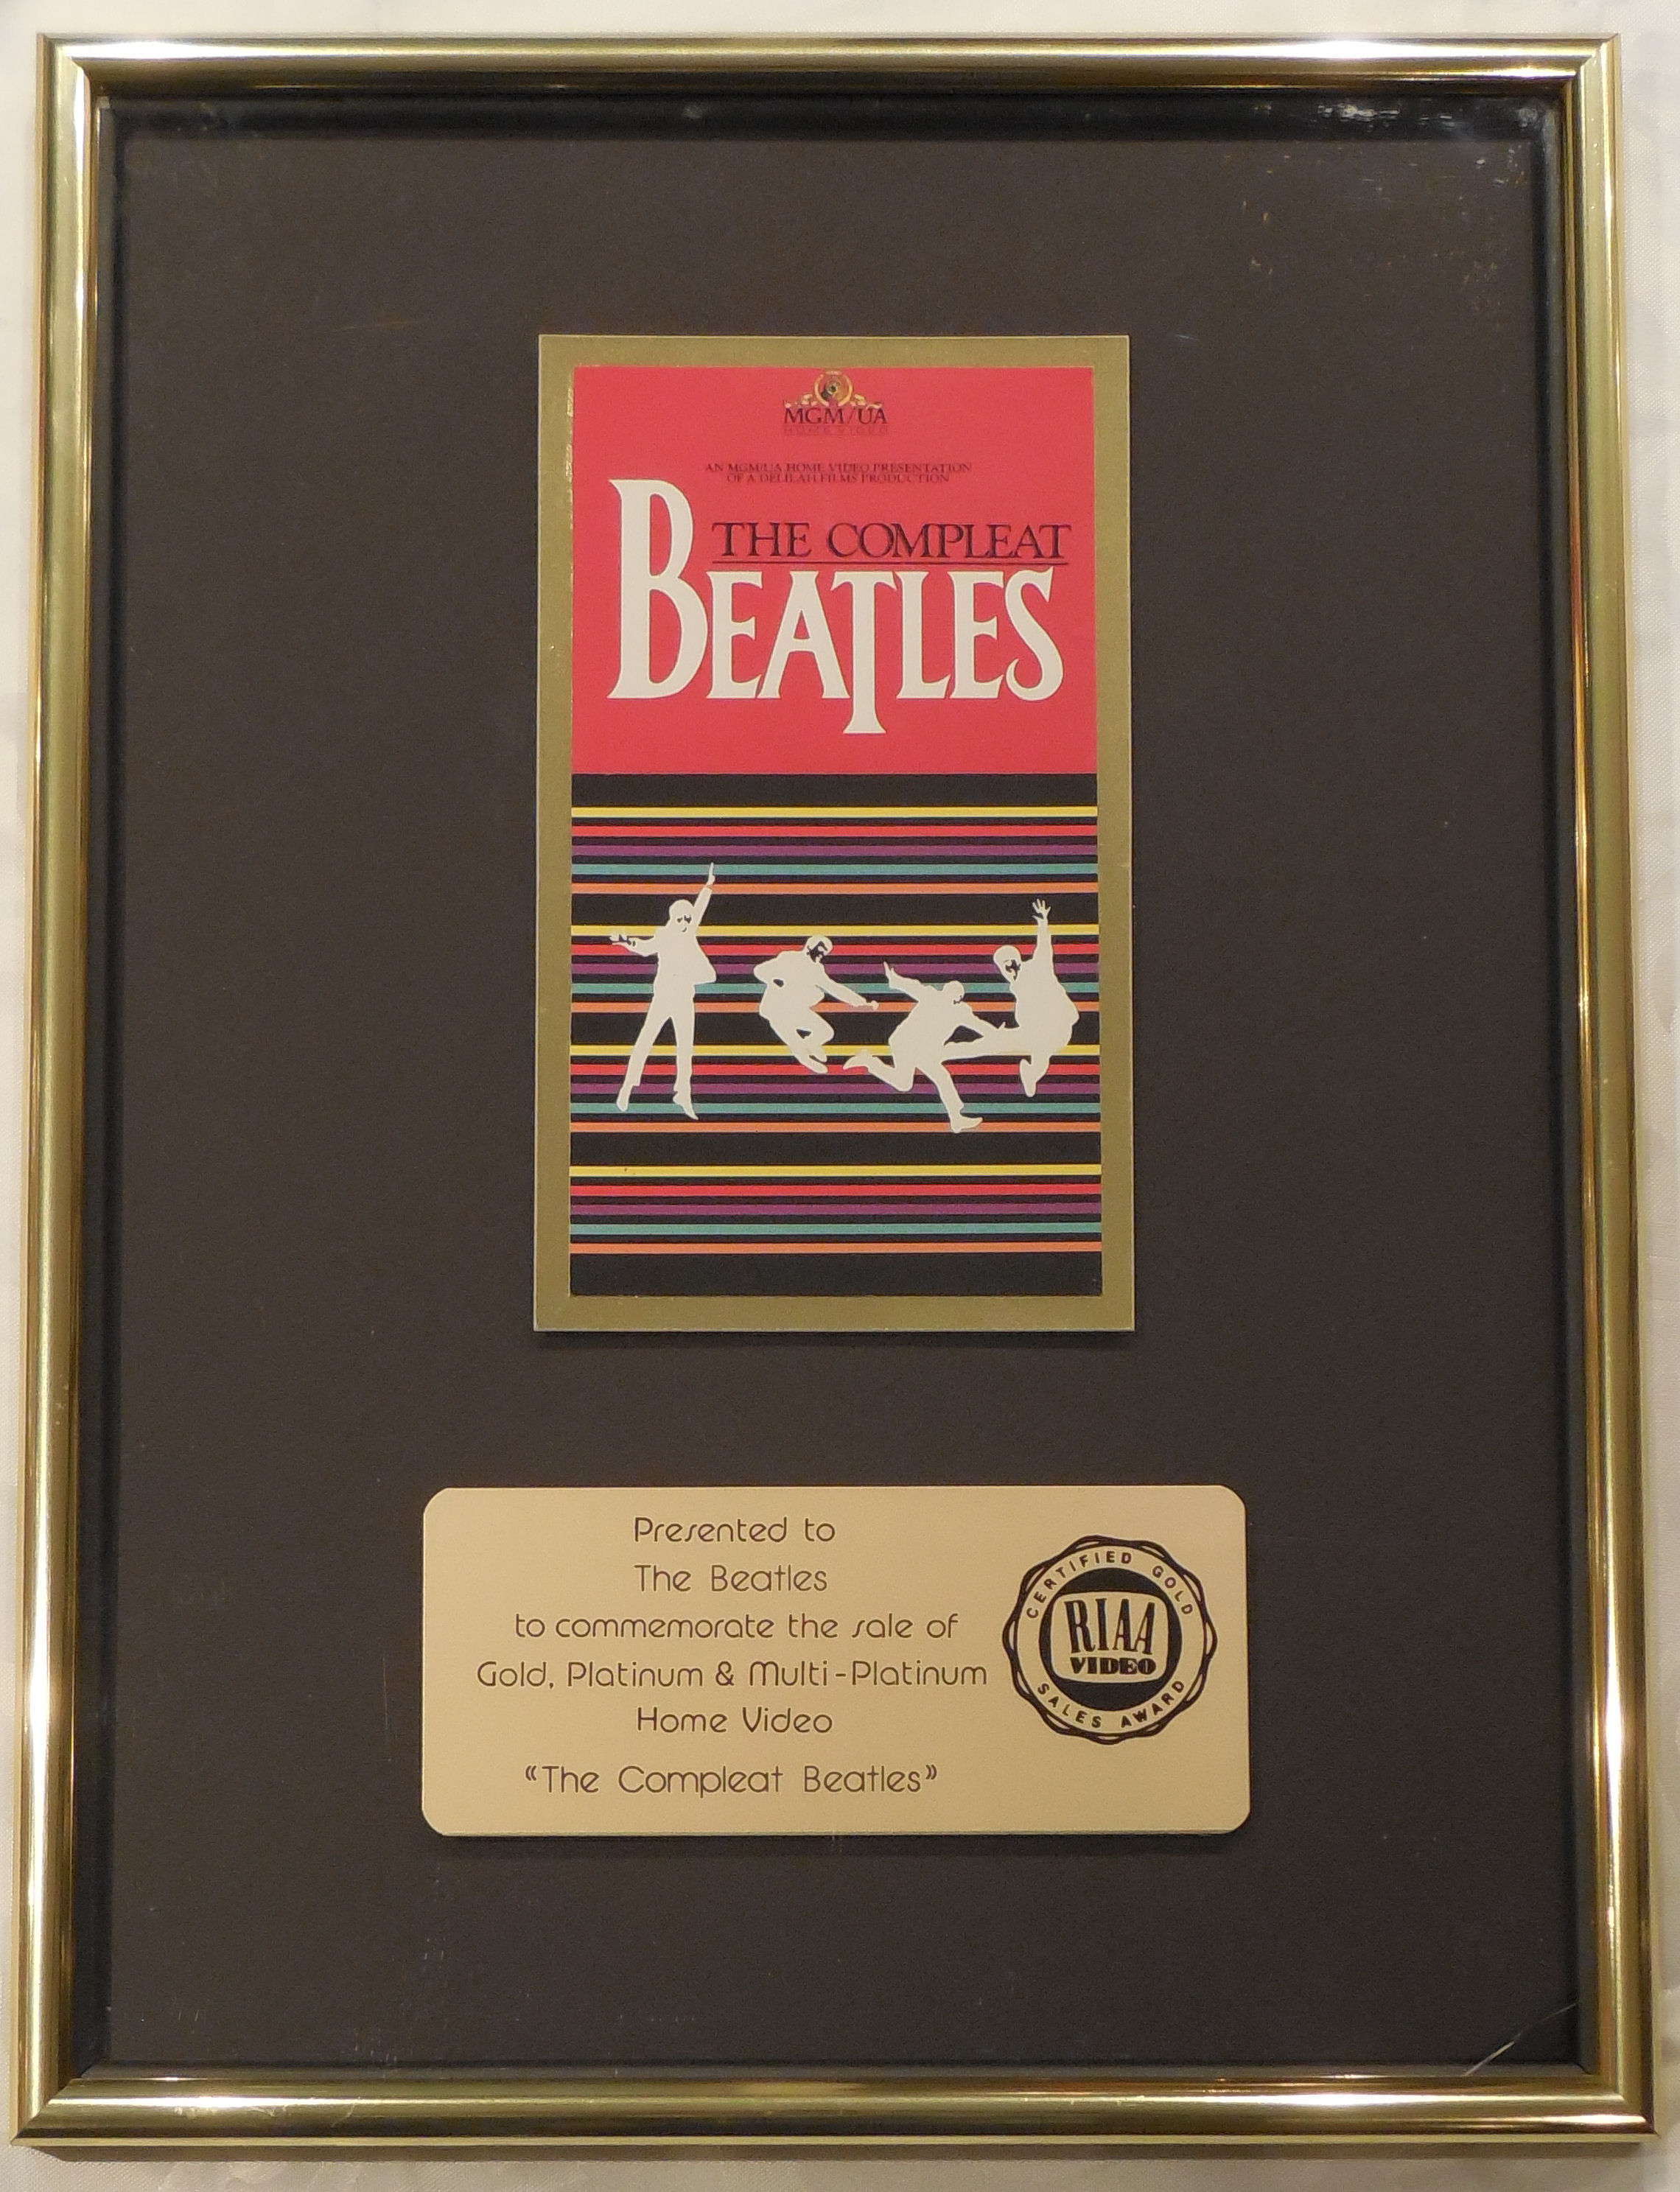 MGM/UA
HOME VIDEO
AN MGM/UA HOME VIDEO PRESENTATION
OF A DELILAH FILMS PRODUCTION
THE COMPLEAT
BEATLES
Presented to
The Beatles
to commemorate the sale of
Gold, Platinum & Multi-Platinum
Home Video
“The Compleat Beatles”
CERTIFIED GOLD
RIAA
VIDEO
SALES AWARD